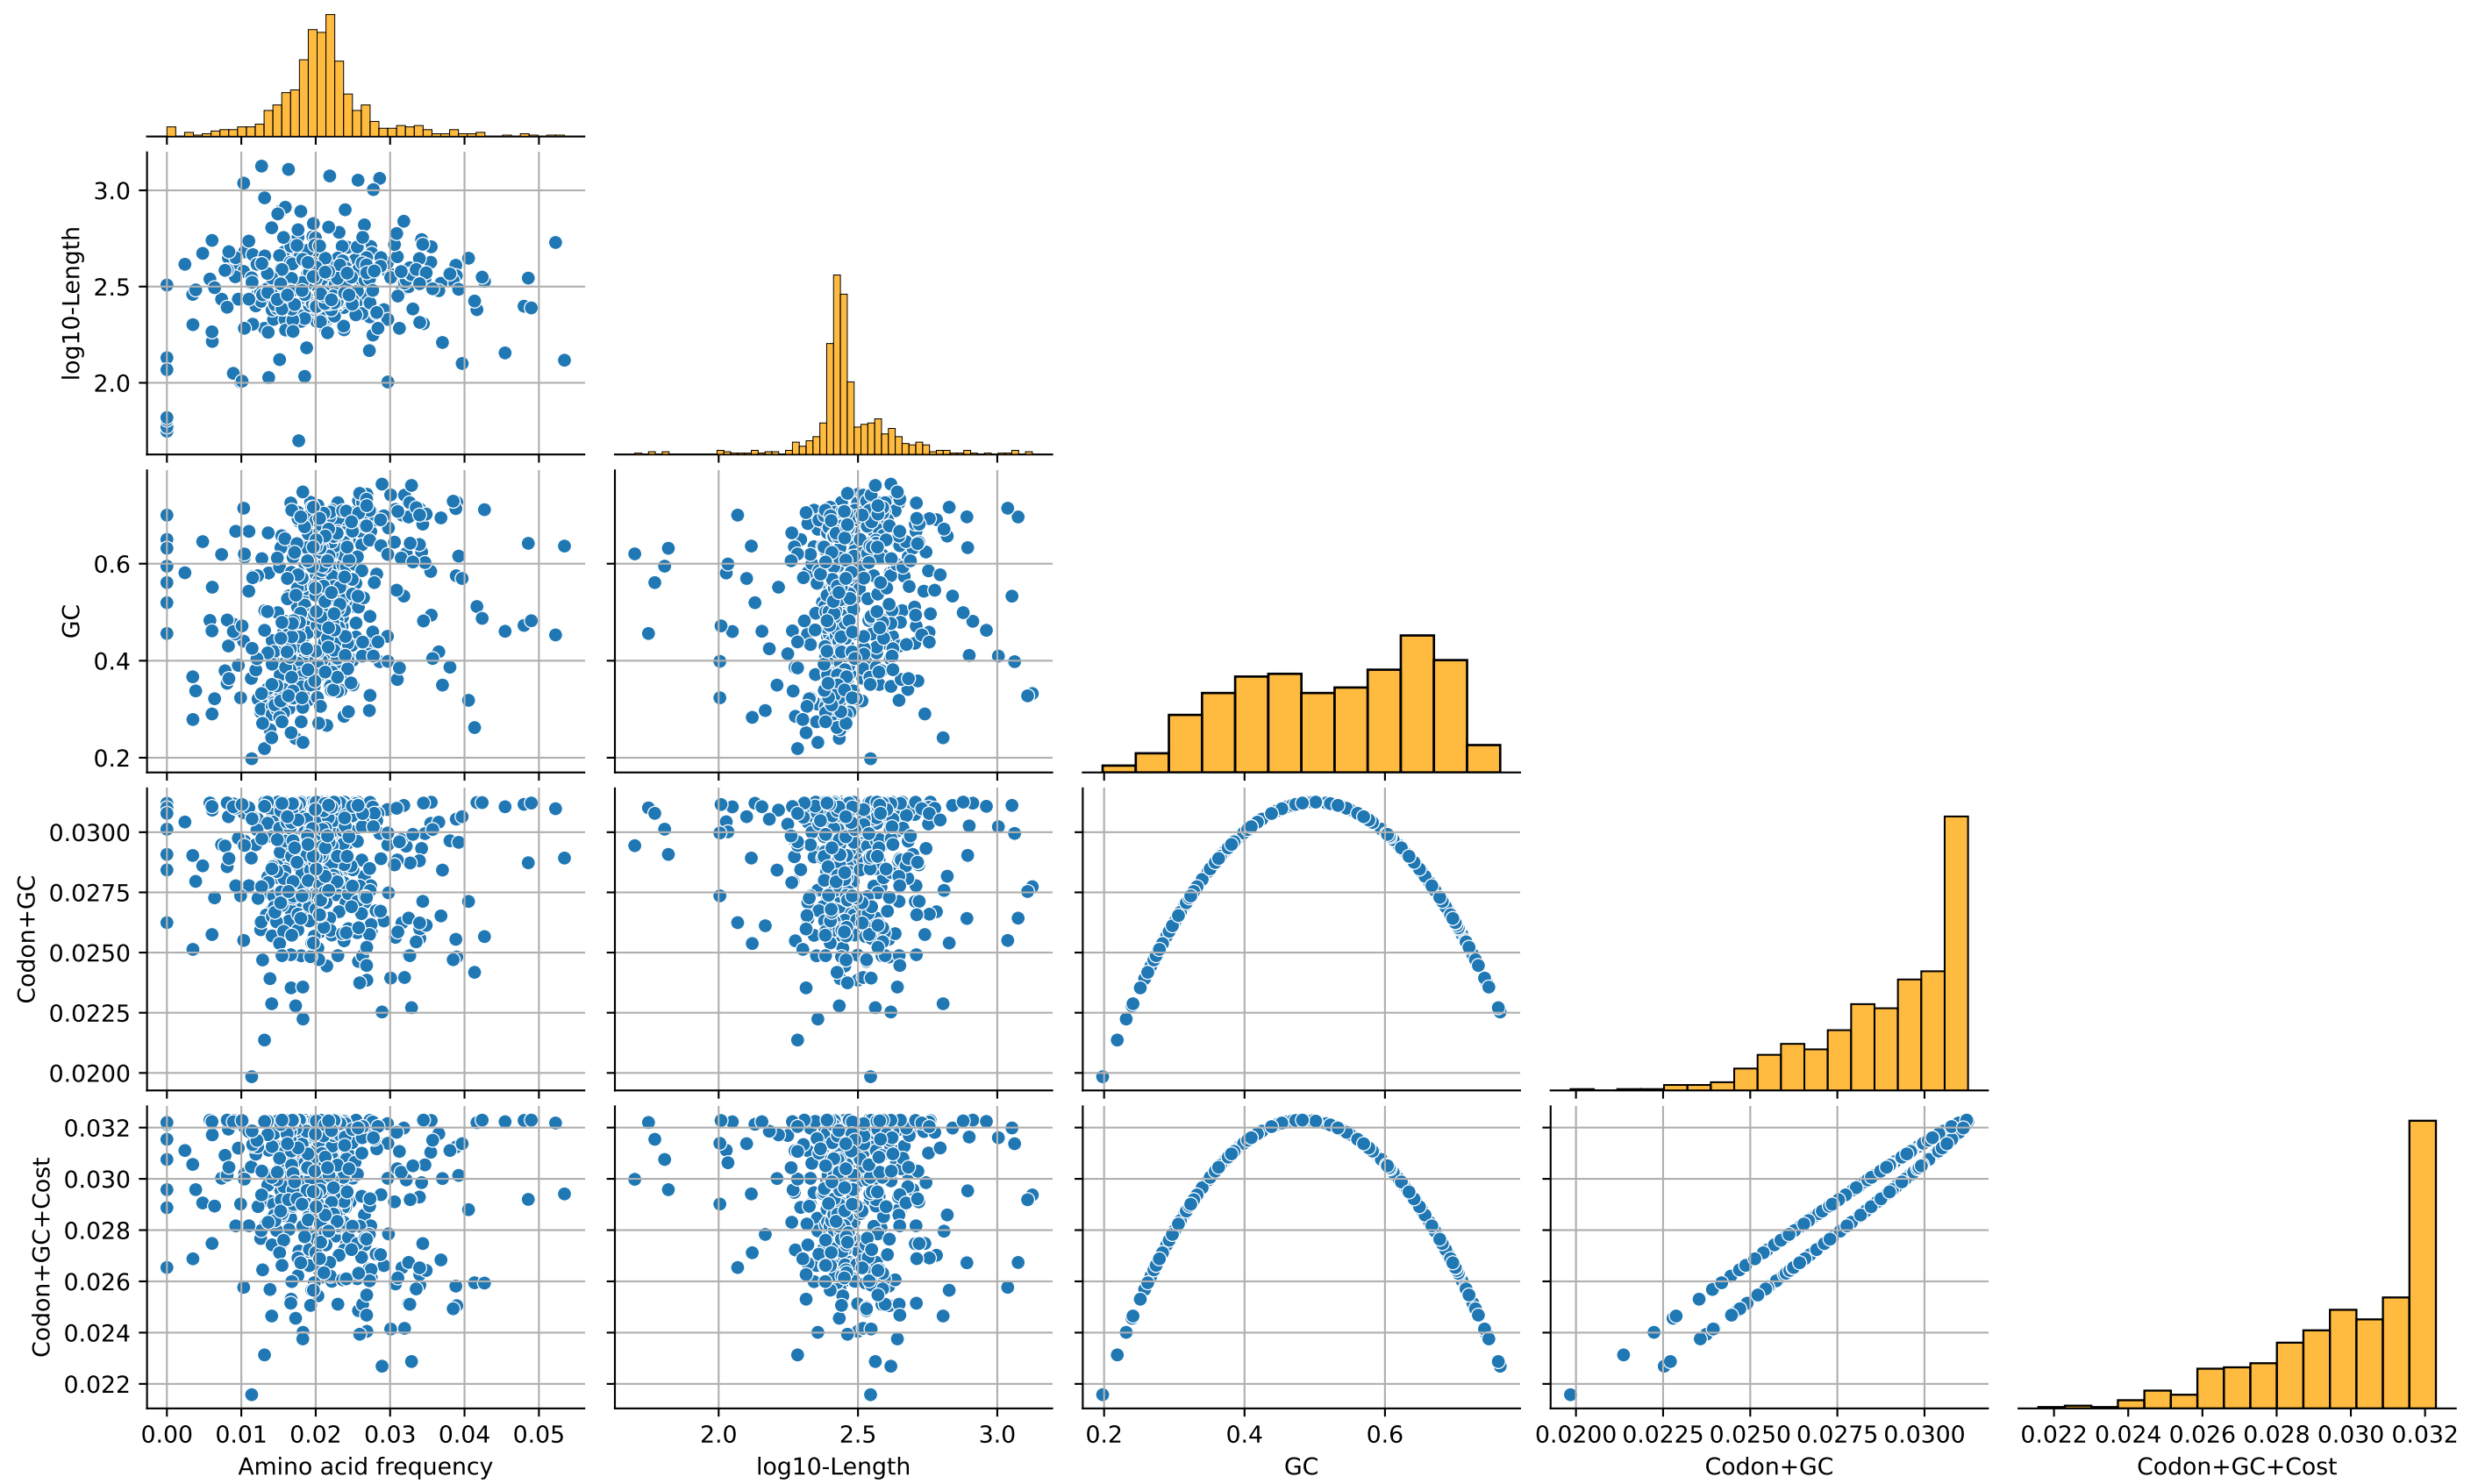 3.0
2.5
2.0
log10-Length
0.6
0.4
0.2
GC
0.0300
0.0275
0.0250
0.0225
0.0200
Codon+GC
0.032
0.030
0.028
0.026
0.024
0.022
Codon+GC+Cost
0.00 0.01 0.02 0.03 0.04 0.05
Amino acid frequency
2.0 2.5 3.0
log10-Length
0.2 0.4 0.6
GC
0.0200 0.0225 0.0250 0.0275 0.0300
Codon+GC
0.022 0.024 0.026 0.028 0.030 0.032
Codon+GC+Cost